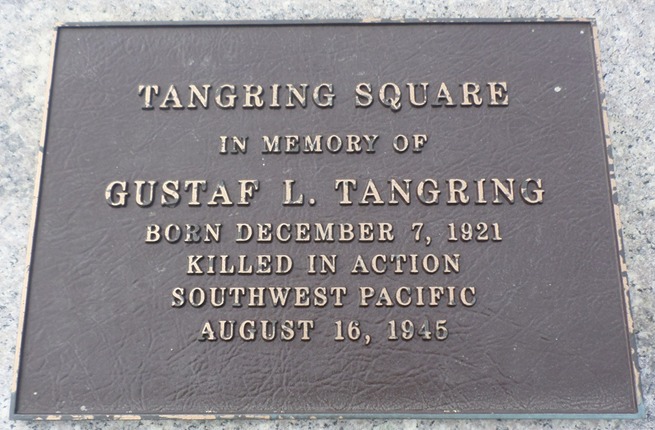 TANGRING SQUARE
IN MEMORY OF
GUSTAF L. TANGRING
BORN DECEMBER 7, 1921
KILLED IN ACTION
SOUTHWEST PACIFIC
AUGUST 16, 1945